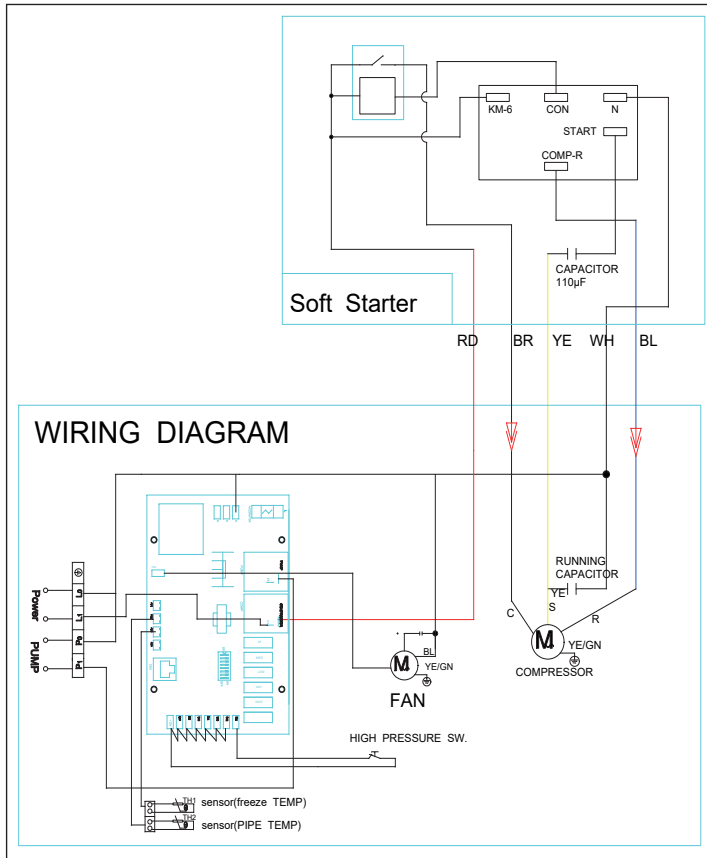 KM-6
CON
N
START
COMP-R
CAPACITOR
110μF
Soft Starter
RD
BR
YE
WH
BL
WIRING DIAGRAM
Power
PUMP
L0
L1
P0
P1
RUNNING
CAPACITOR
YE
C
S
R
M
YE/GN
COMPRESSOR
BL
M
YE/GN
FAN
HIGH PRESSURE SW.
TH1
sensor(freeze TEMP)
TH2
sensor(PIPE TEMP)